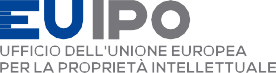 EUIPO
UFFICIO DELL'UNIONE EUROPEA
PER LA PROPRIETÀ INTELLETTUALE